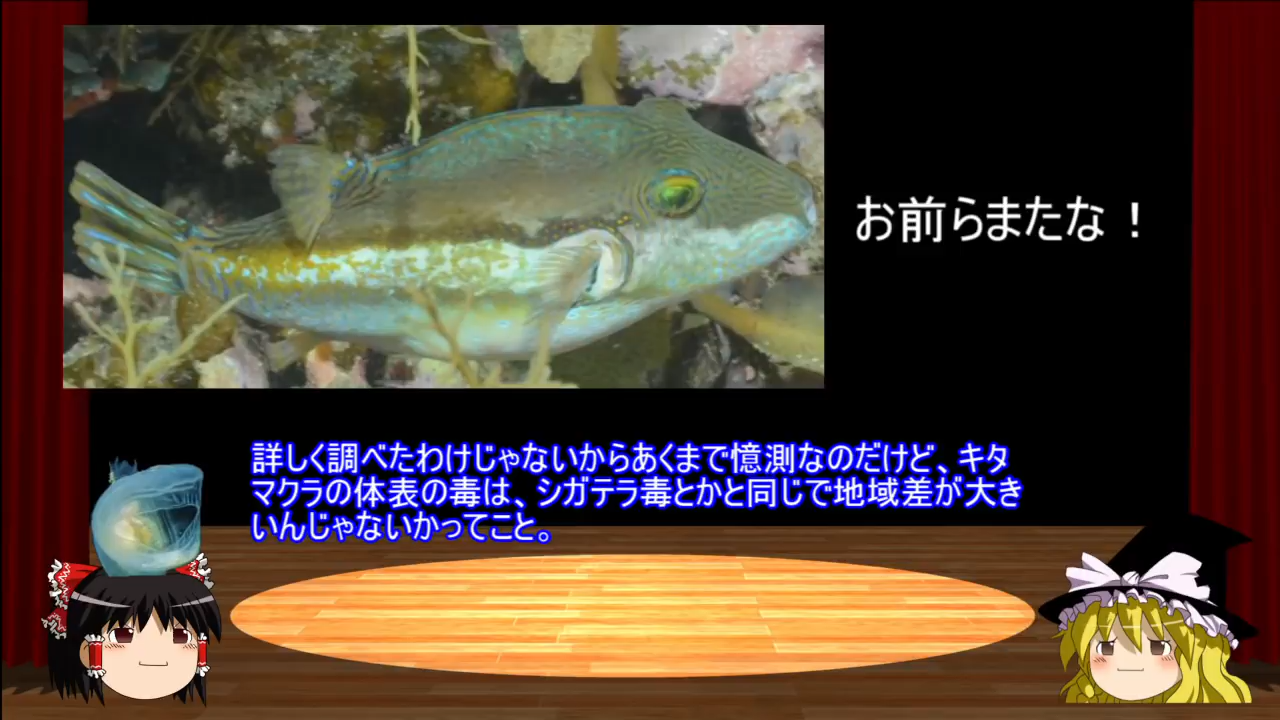 お前らまたな！
詳しく調べたわけじゃないからあくまで憶測なのだけど、キタ
マクラの体表の毒は、シガテラ毒とかと同じで地域差が大き
いんじゃないかってこと。